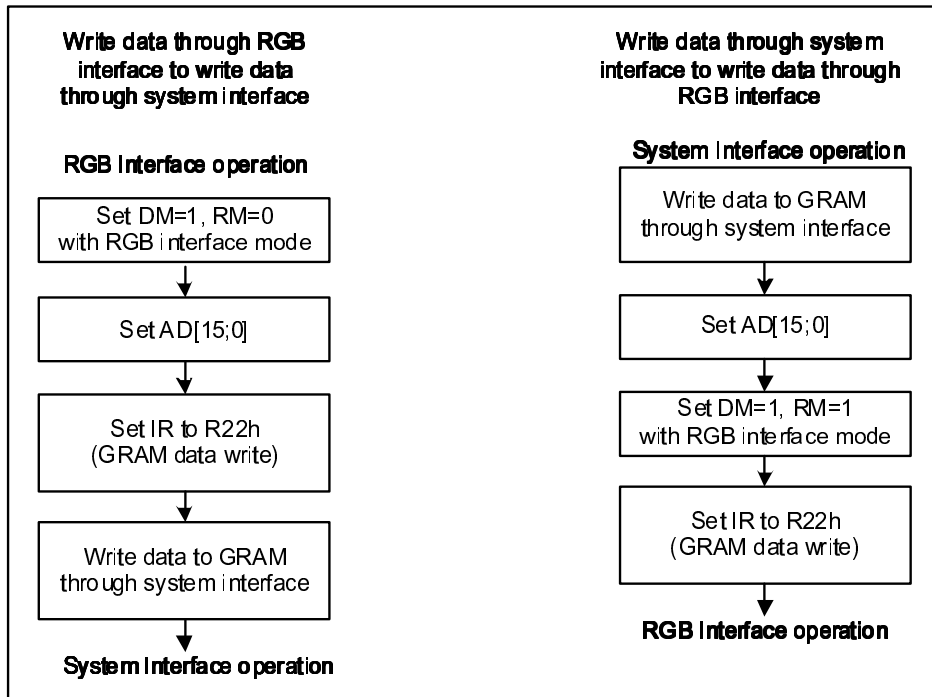 Write data through RGB
interface to write data
through system interface
RGB Interface operation
Set DM=1, RM=0
with RGB interface mode
Set AD[15;0]
Set IR to R22h
(GRAM data write)
Write data to GRAM
through system interface
System Interface operation
Write data through system
interface to write data through
RGB interface
System Interface operation
Write data to GRAM
through system interface
Set AD[15;0]
Set DM=1, RM=1
with RGB interface mode
Set IR to R22h
(GRAM data write)
RGB Interface operation